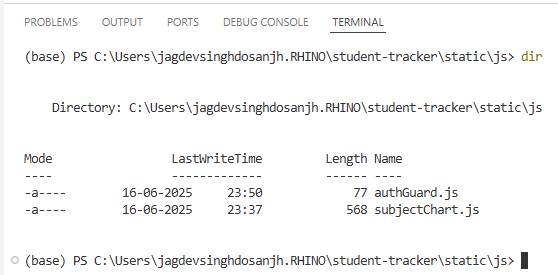 PROBLEMS OUTPUT PORTS DEBUG CONSOLE TERMINAL
(base) PS C:\Users\jagdevsinghdosanjh.RHINO\student-tracker\static\js> dir
Directory: C:\Users\jagdevsinghdosanjh.RHINO\student-tracker\static\js
Mode LastWriteTime Length Name
---- ------------- ------ ----
-a---- 16-06-2025 23:50 77 authGuard.js
-a---- 16-06-2025 23:37 568 subjectChart.js
(base) PS C:\Users\jagdevsinghdosanjh.RHINO\student-tracker\static\js>